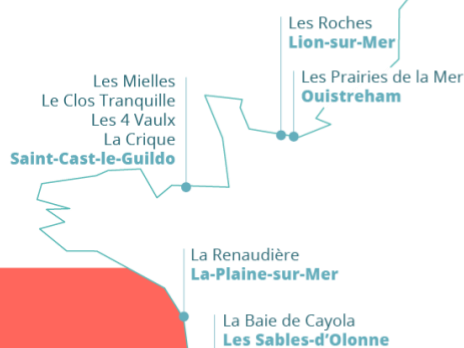 Les Roches
Lion-sur-Mer
Les Prairies de la Mer
Ouistreham
Les Mielles
Le Clos Tranquille
Les 4 Vaulx
La Crique
Saint-Cast-le-Guildo
La Renaudière
La-Plaine-sur-Mer
La Baie de Cayola
Les Sables-d’Olonne